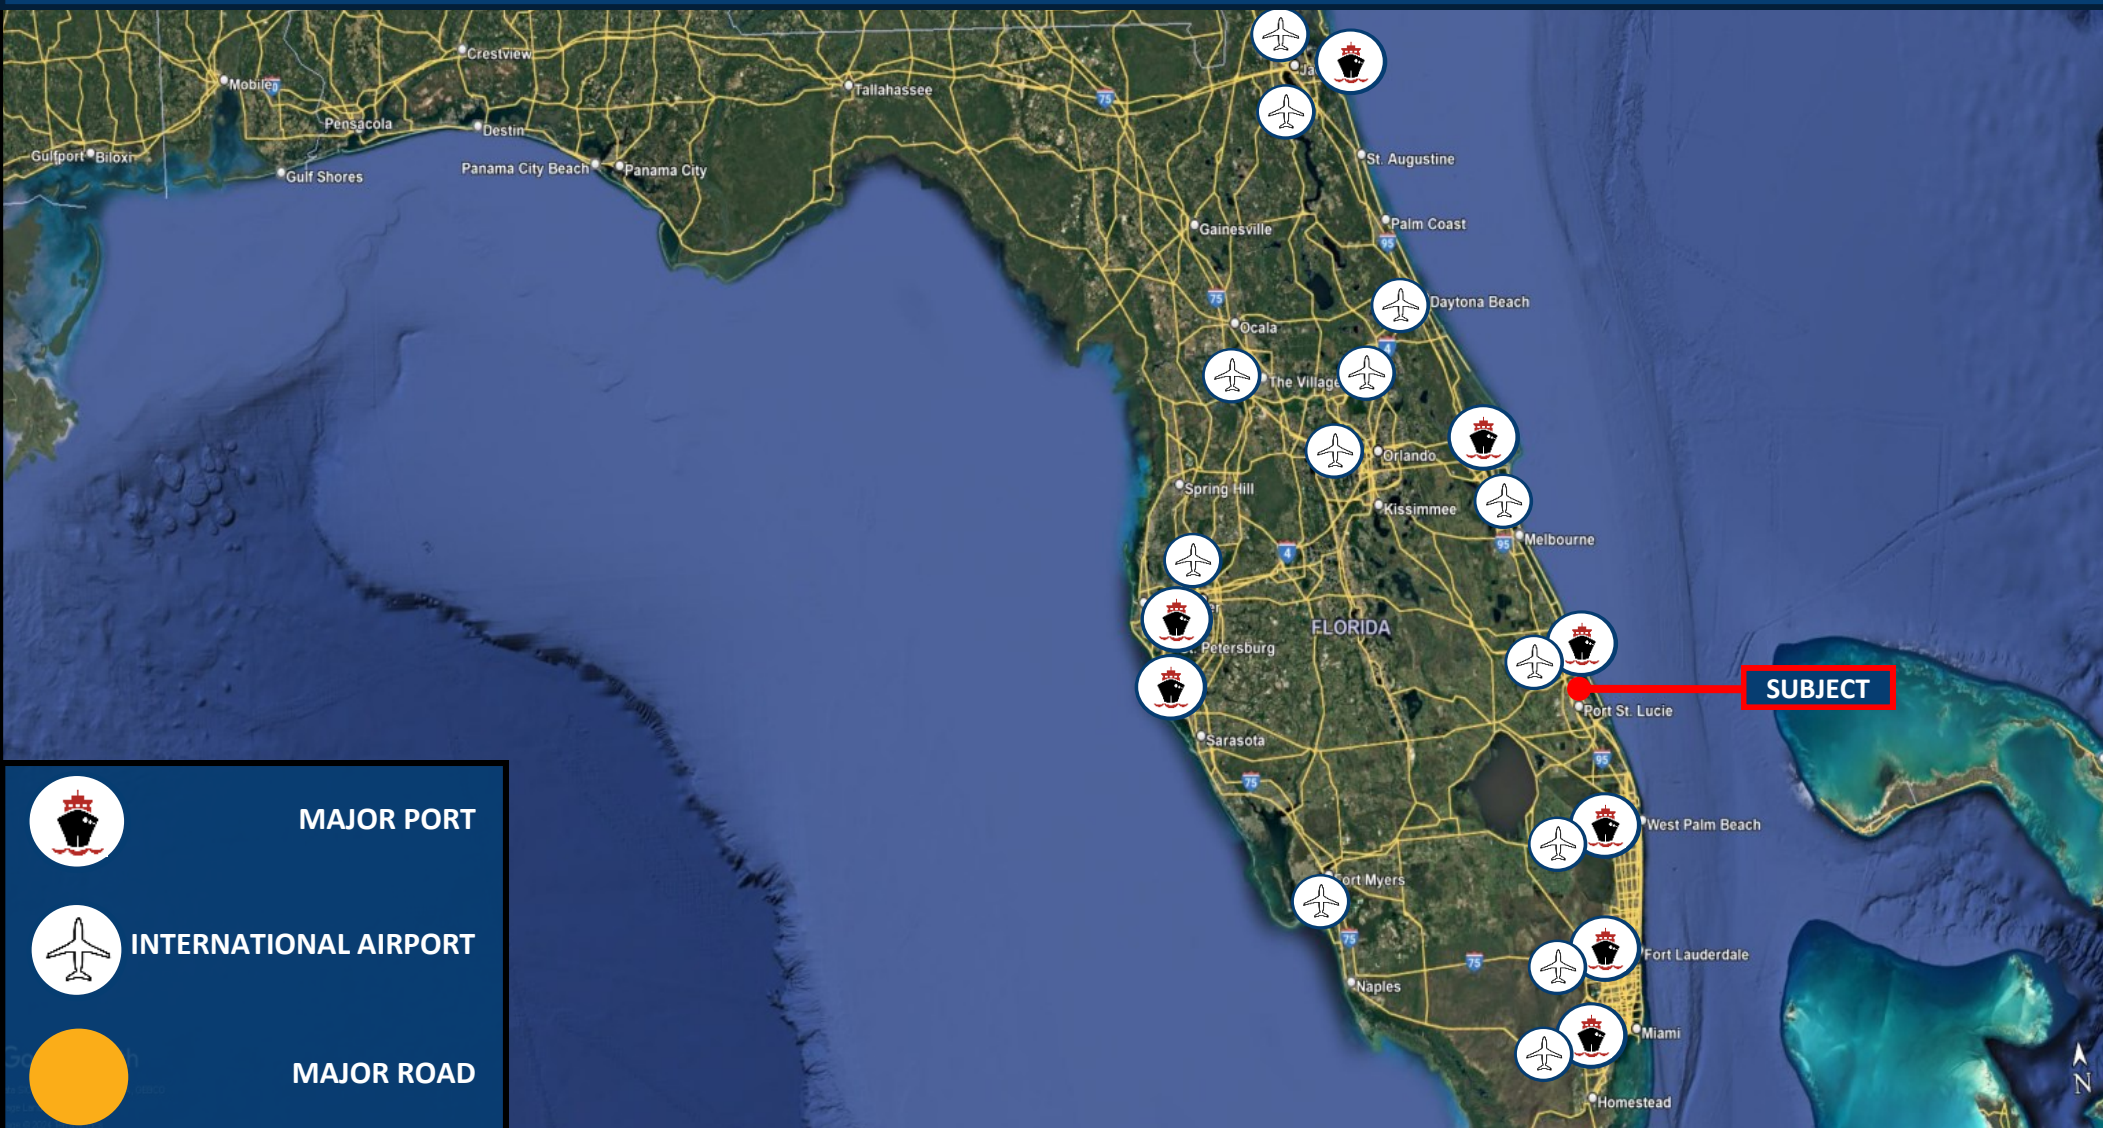 Crestview
Mobile
Tallahassee
75
Pensacola
Destin
Gulfport
Biloxi
Gulf Shores
Panama City Beach
Panama City
St. Augustine
Gainesville
Palm Coast
95
75
Daytona Beach
Ocala
4
The Village
Orlando
Spring Hill
Kissimmee
95
Melbourne
4
FLORIDA
Petersburg
SUBJECT
Port St. Lucie
Sarasota
95
75
West Palm Beach
Fort Myers
75
75
Fort Lauderdale
Naples
Miami
Homestead
N
MAJOR PORT
INTERNATIONAL AIRPORT
MAJOR ROAD